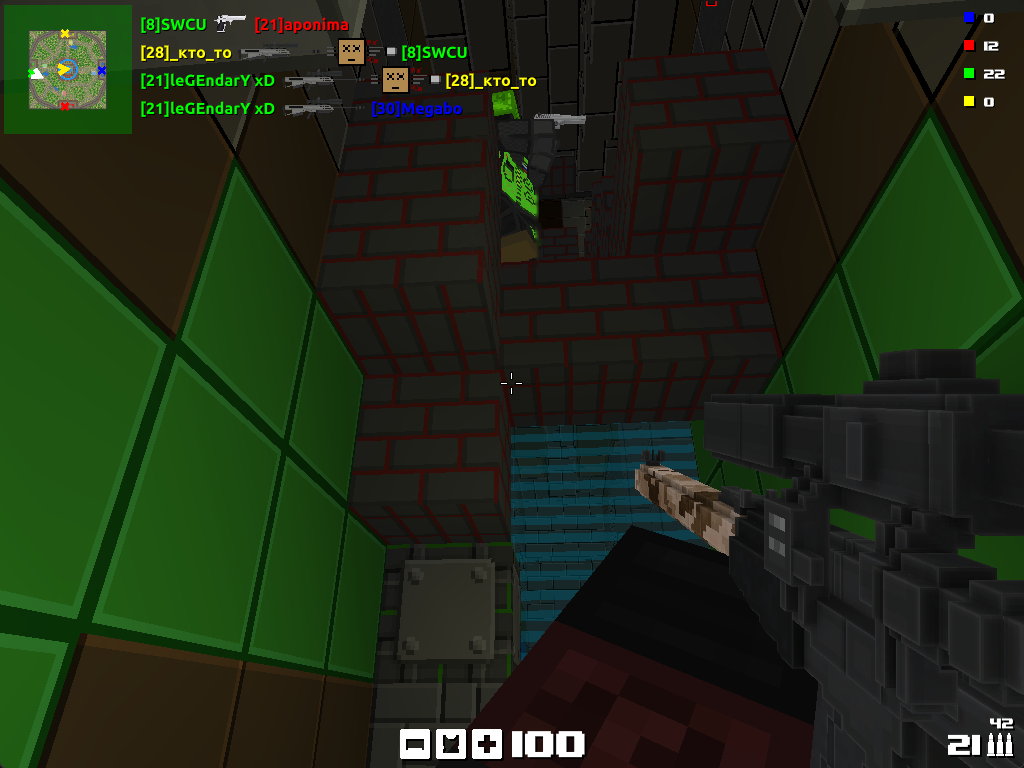 [8]SWCU [21]aponima
[28]_кто_то [8]SWCU
[21]leGEndarY xD [28]_кто_то
[21]leGEndarY xD [30]Megabo
0
12
22
0
100
42
21